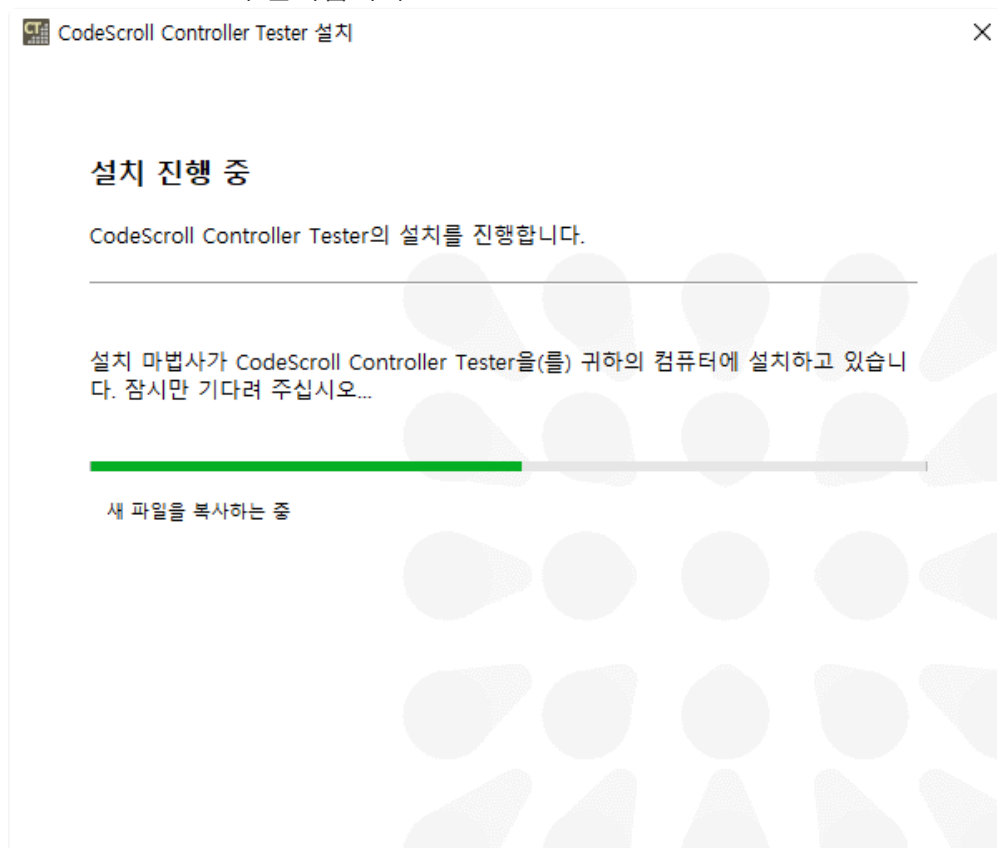 CT
CodeScroll Controller Tester 설치
설치 진행 중
CodeScroll Controller Tester의 설치를 진행합니다.
설치 마법사가 CodeScroll Controller Tester을(를) 귀하의 컴퓨터에 설치하고 있습니
다. 잠시만 기다려 주십시오...
새 파일을 복사하는 중